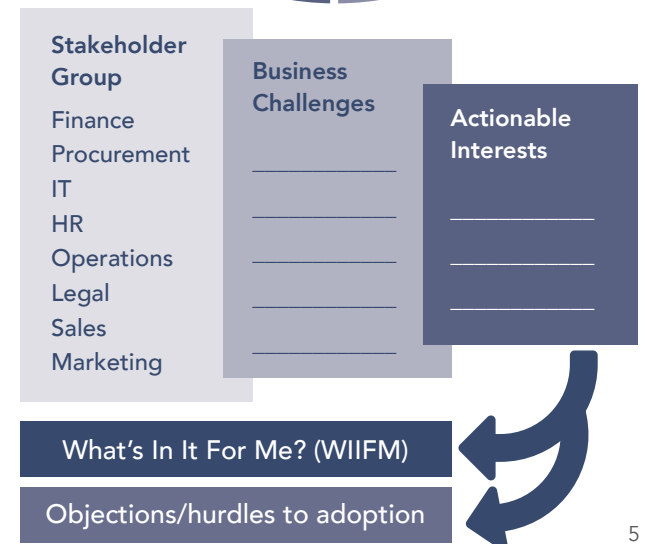 Stakeholder
Group
Finance
Procurement
IT
HR
Operations
Legal
Sales
Marketing
Business
Challenges
Actionable
Interests
What's In It For Me? (WIIFM)
Objections/hurdles to adoption
5